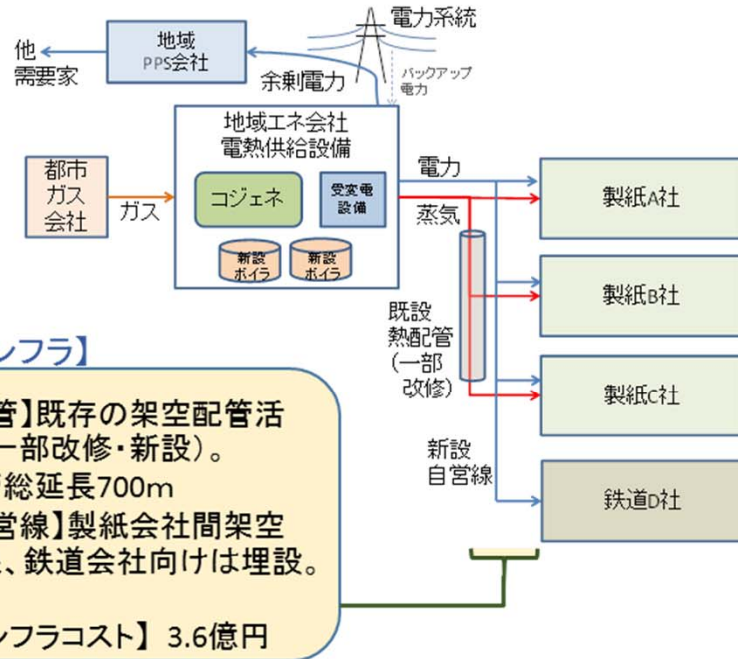 電力系統
他
需要家
地域
PPS会社
余剰電力
バックアップ
電力
地域エネ会社
電熱供給設備
都市
ガス
会社
ガス
コジェネ
受変電
設備
新設
ボイラ
新設
ボイラ
電力
蒸気
製紙A社
製紙B社
製紙C社
鉄道D社
既設
熱配管
(一部
改修)
新設
自営線
ンフラ】
管】既存の架空配管活
一部改修・新設)。
総延長700m
営線】製紙会社間架空
、鉄道会社向けは埋設。
ンフラコスト】 3.6億円